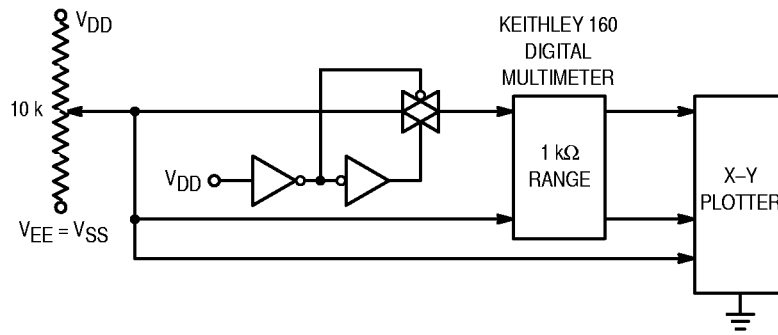 VDD
10 k
VEE = VSS
VDD
KEITHLEY 160
DIGITAL
MULTIMETER
1 kΩ
RANGE
X–Y
PLOTTER